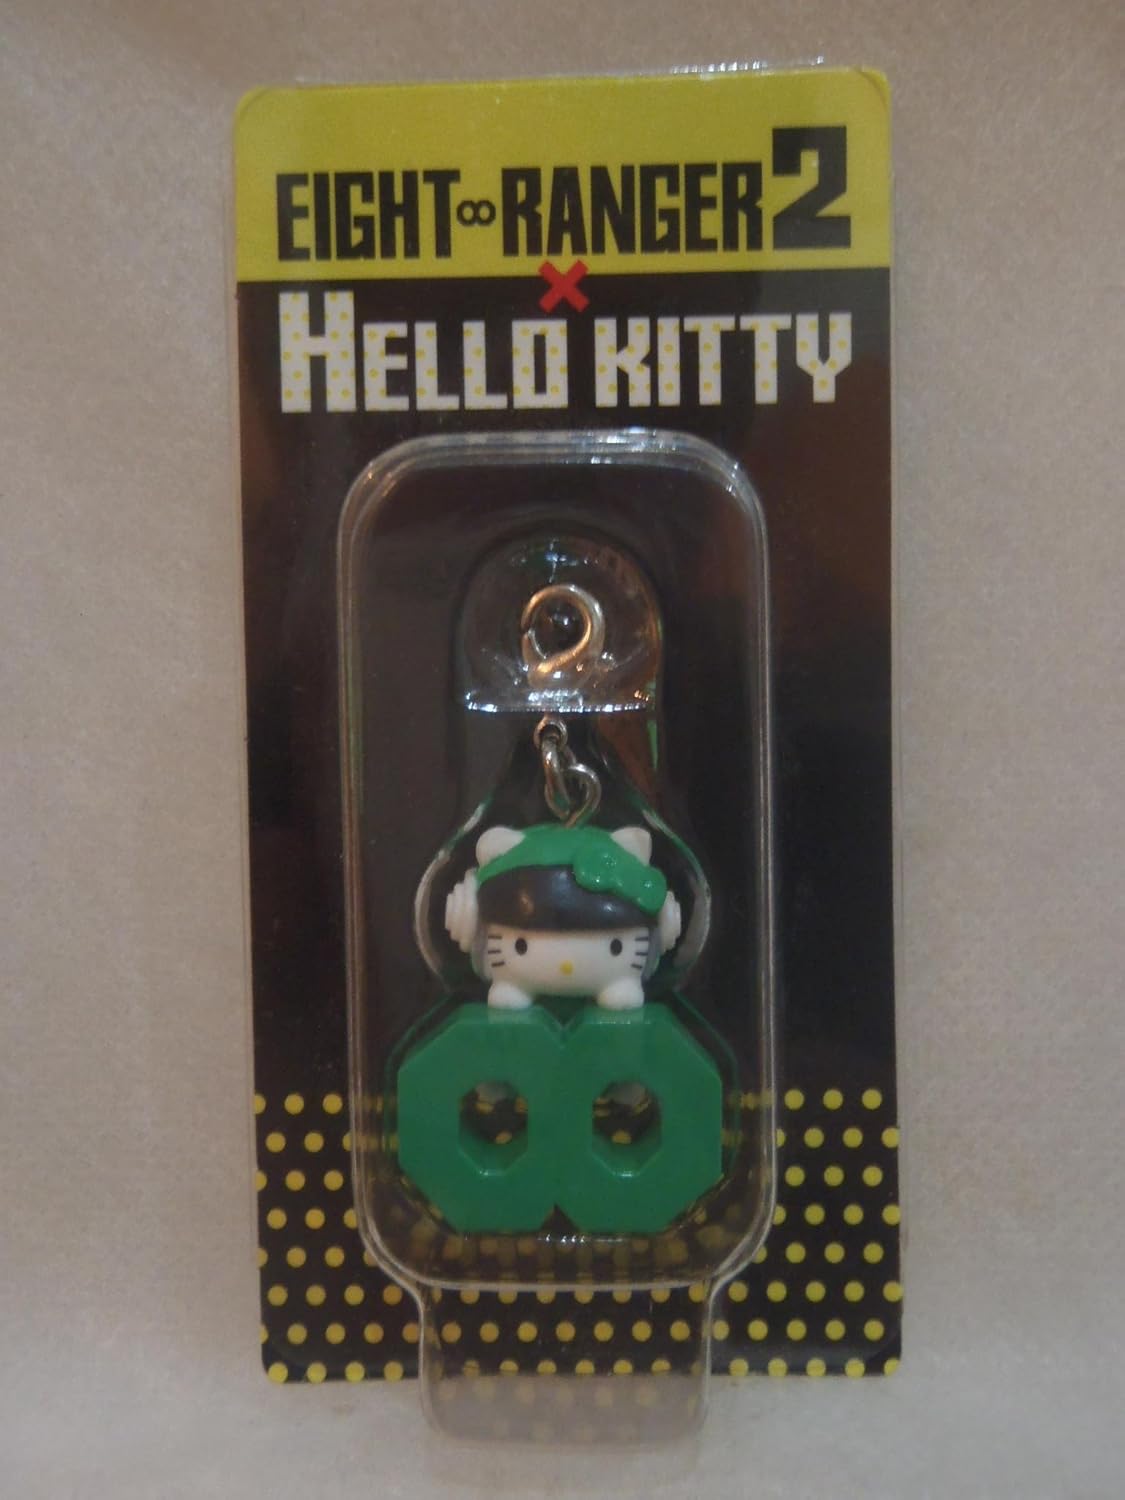 EIGHT∞RANGER2
×
HELLO KITTY